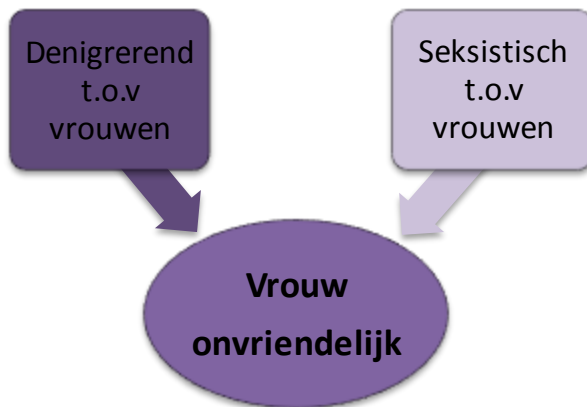 Denigrerend
t.o.v
vrouwen
Seksistisch
t.o.v
vrouwen
Vrouw
onvriendelijk